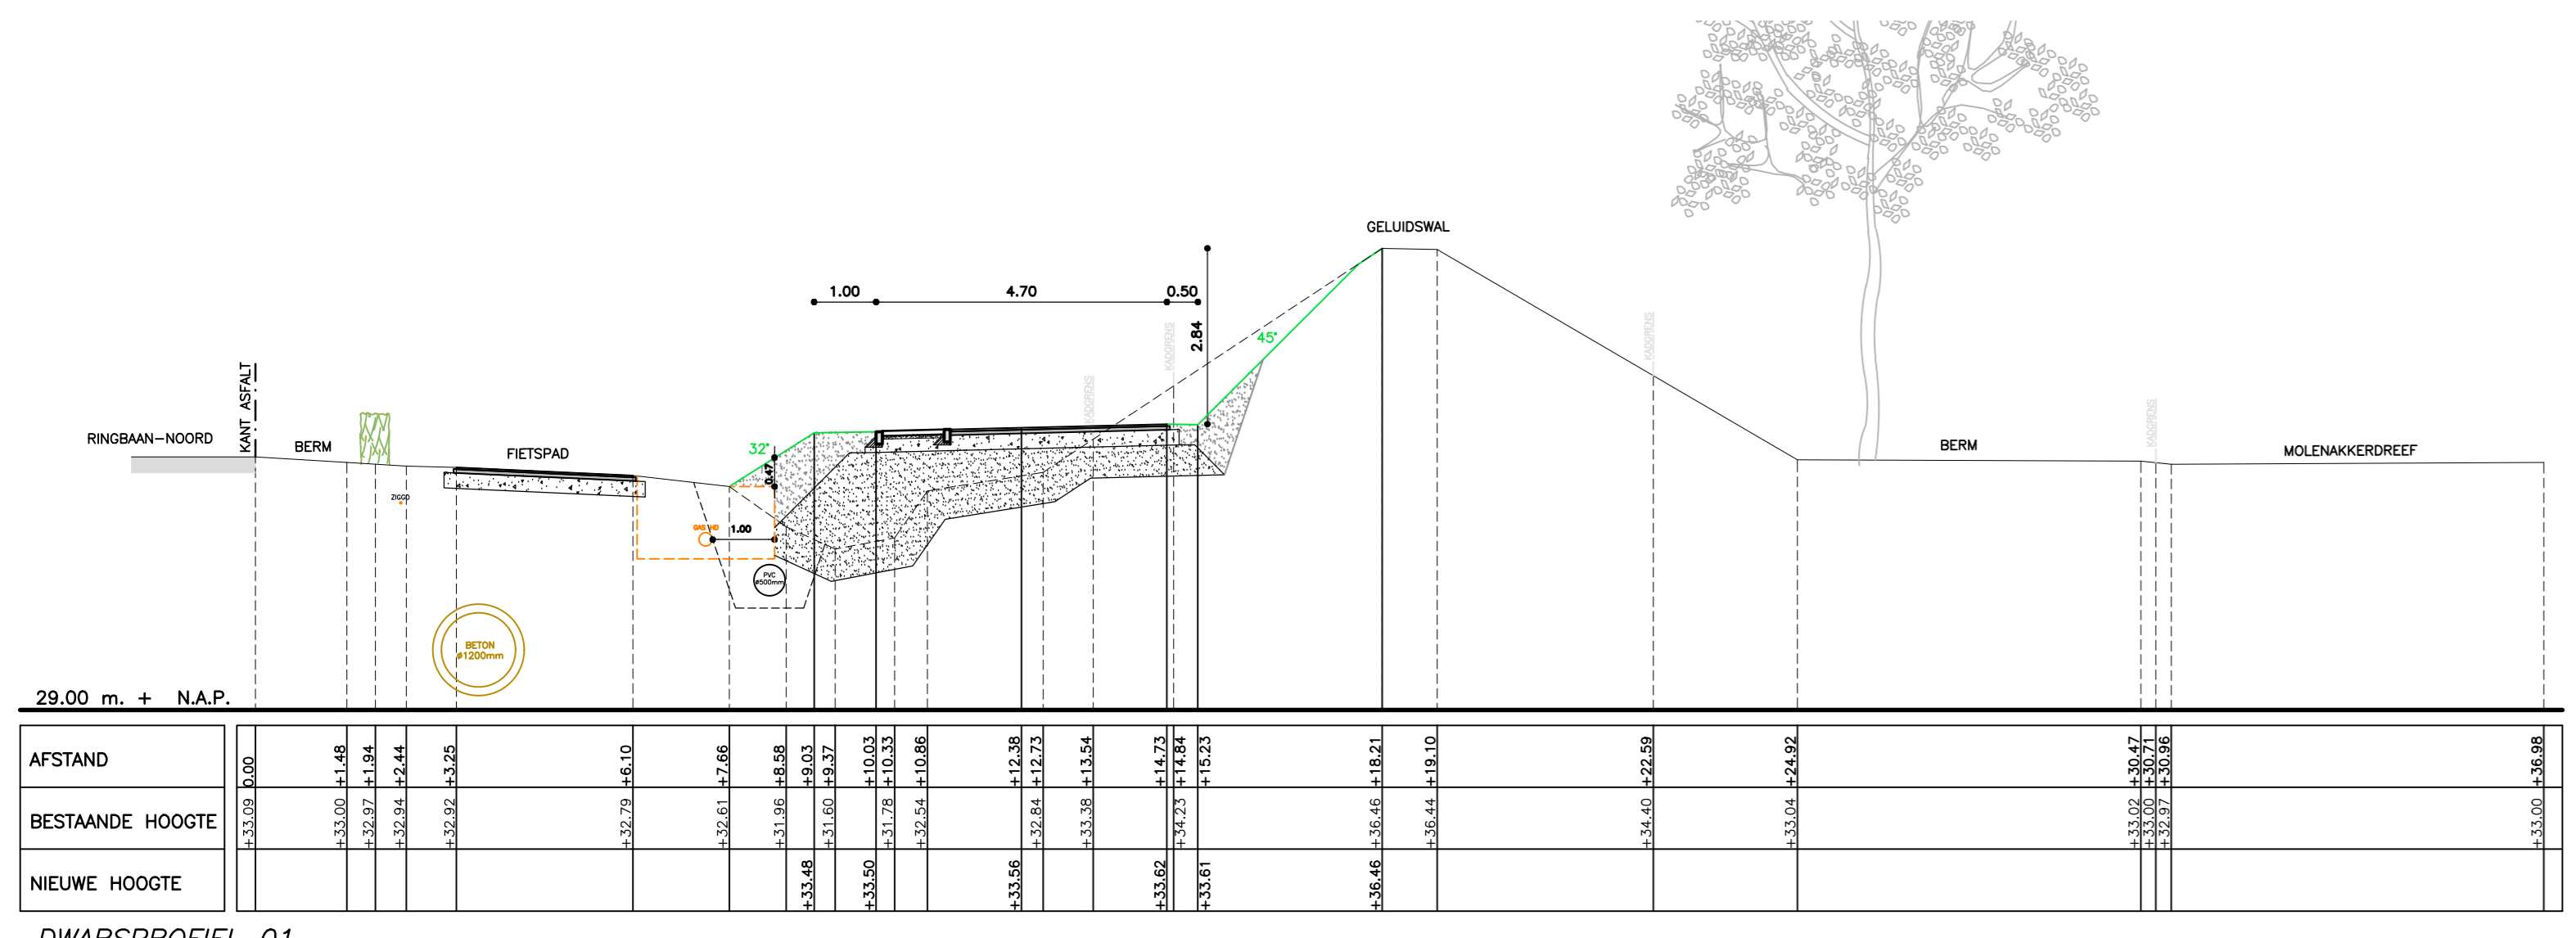 GELUIDSWAL
1.00
4.70
0.50
2.84
45°
KADGRENS
KADGRENS
KADGRENS
KADGRENS
KANT ASFALT
RINGBAAN-NOORD
BERM
FIETSPAD
32°
0.47
BERM
MOLENAKKERDREEF
ZIGGO
GAS HD
1.00
PVC
ø500mm
BETON
ø1200mm
29.00 m. + N.A.P.
AFSTAND 0.00 +1.48 +1.94 +2.44 +3.25 +6.10 +7.66 +8.58 +9.03 +9.37 +10.03 +10.33 +10.86 +12.38 +12.73 +13.54 +14.73 +14.84 +15.23 +18.21 +19.10 +22.59 +24.92 +30.47 +30.71 +30.96 +36.98
BESTAANDE HOOGTE +33.09 +33.00 +32.97 +32.94 +32.92 +32.79 +32.61 +31.96 +31.60 +31.78 +32.54 +32.84 +33.38 +34.23 +36.46 +36.44 +34.40 +33.04 +33.02 +33.00 +32.97 +33.00
NIEUWE HOOGTE +33.48 +33.50 +33.56 +33.62 +33.61 +36.46
DWARSPROFIEL 01